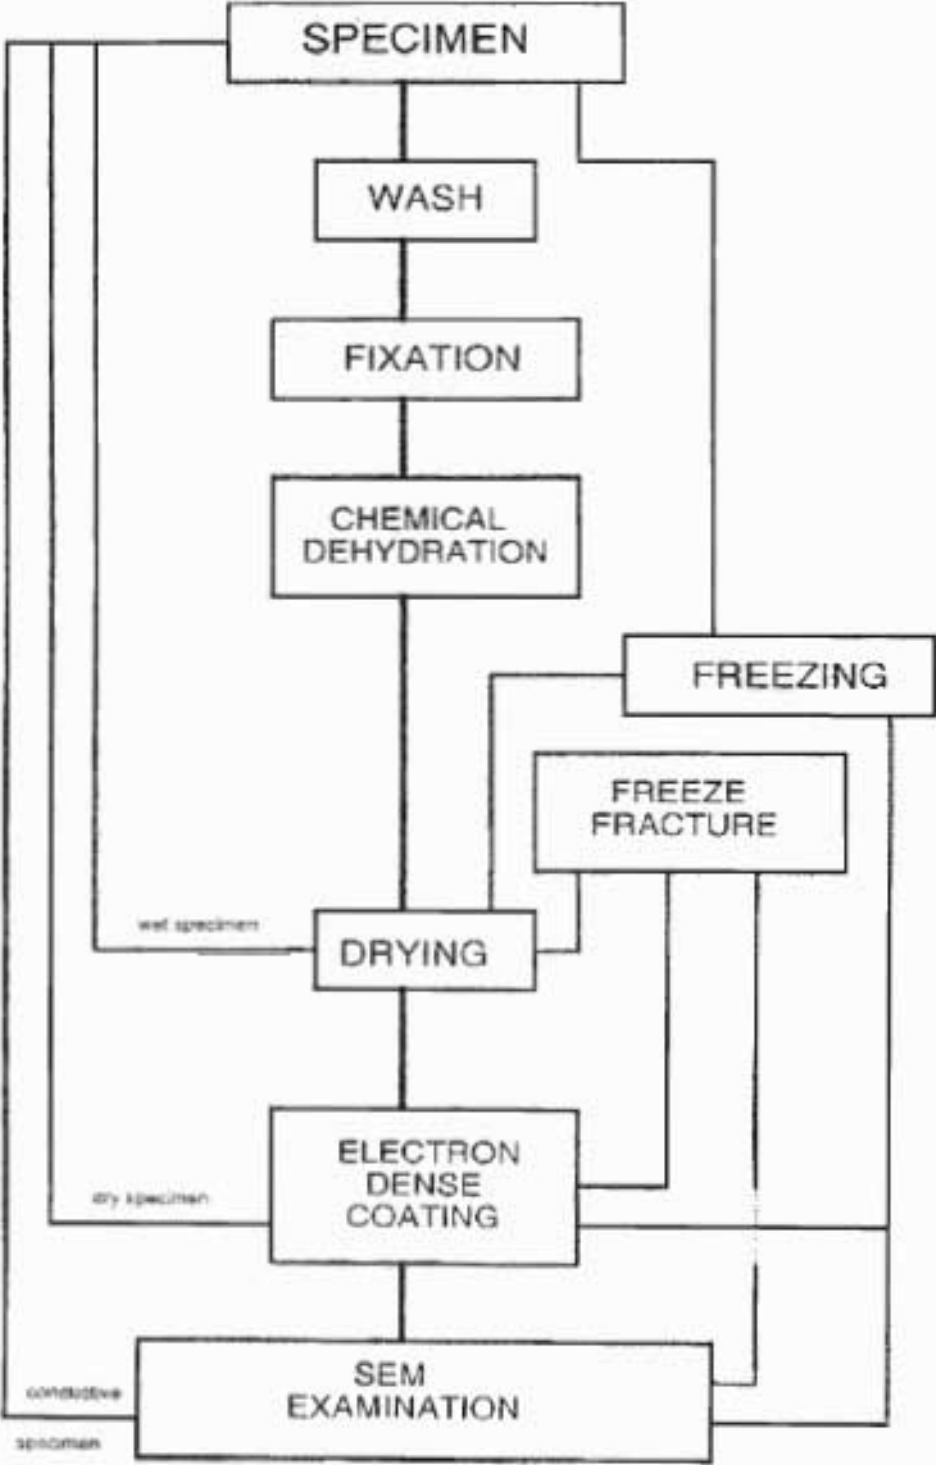 SPECIMEN
WASH
FIXATION
CHEMICAL
DEHYDRATION
FREEZING
FREEZE
FRACTURE
wet specimen
DRYING
ELECTRON
DENSE
COATING
dry specimen
SEM
EXAMINATION
conductive
specimen